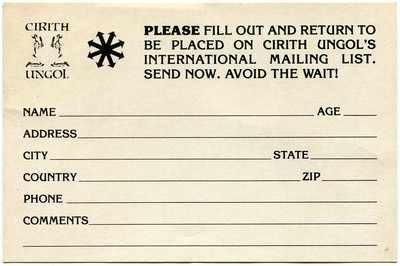 CIRITH
UNGOL
PLEASE FILL OUT AND RETURN TO
BE PLACED ON CIRITH UNGOL'S
INTERNATIONAL MAILING LIST.
SEND NOW. AVOID THE WAIT!
NAME AGE
ADDRESS
CITY STATE
COUNTRY ZIP
PHONE
COMMENTS